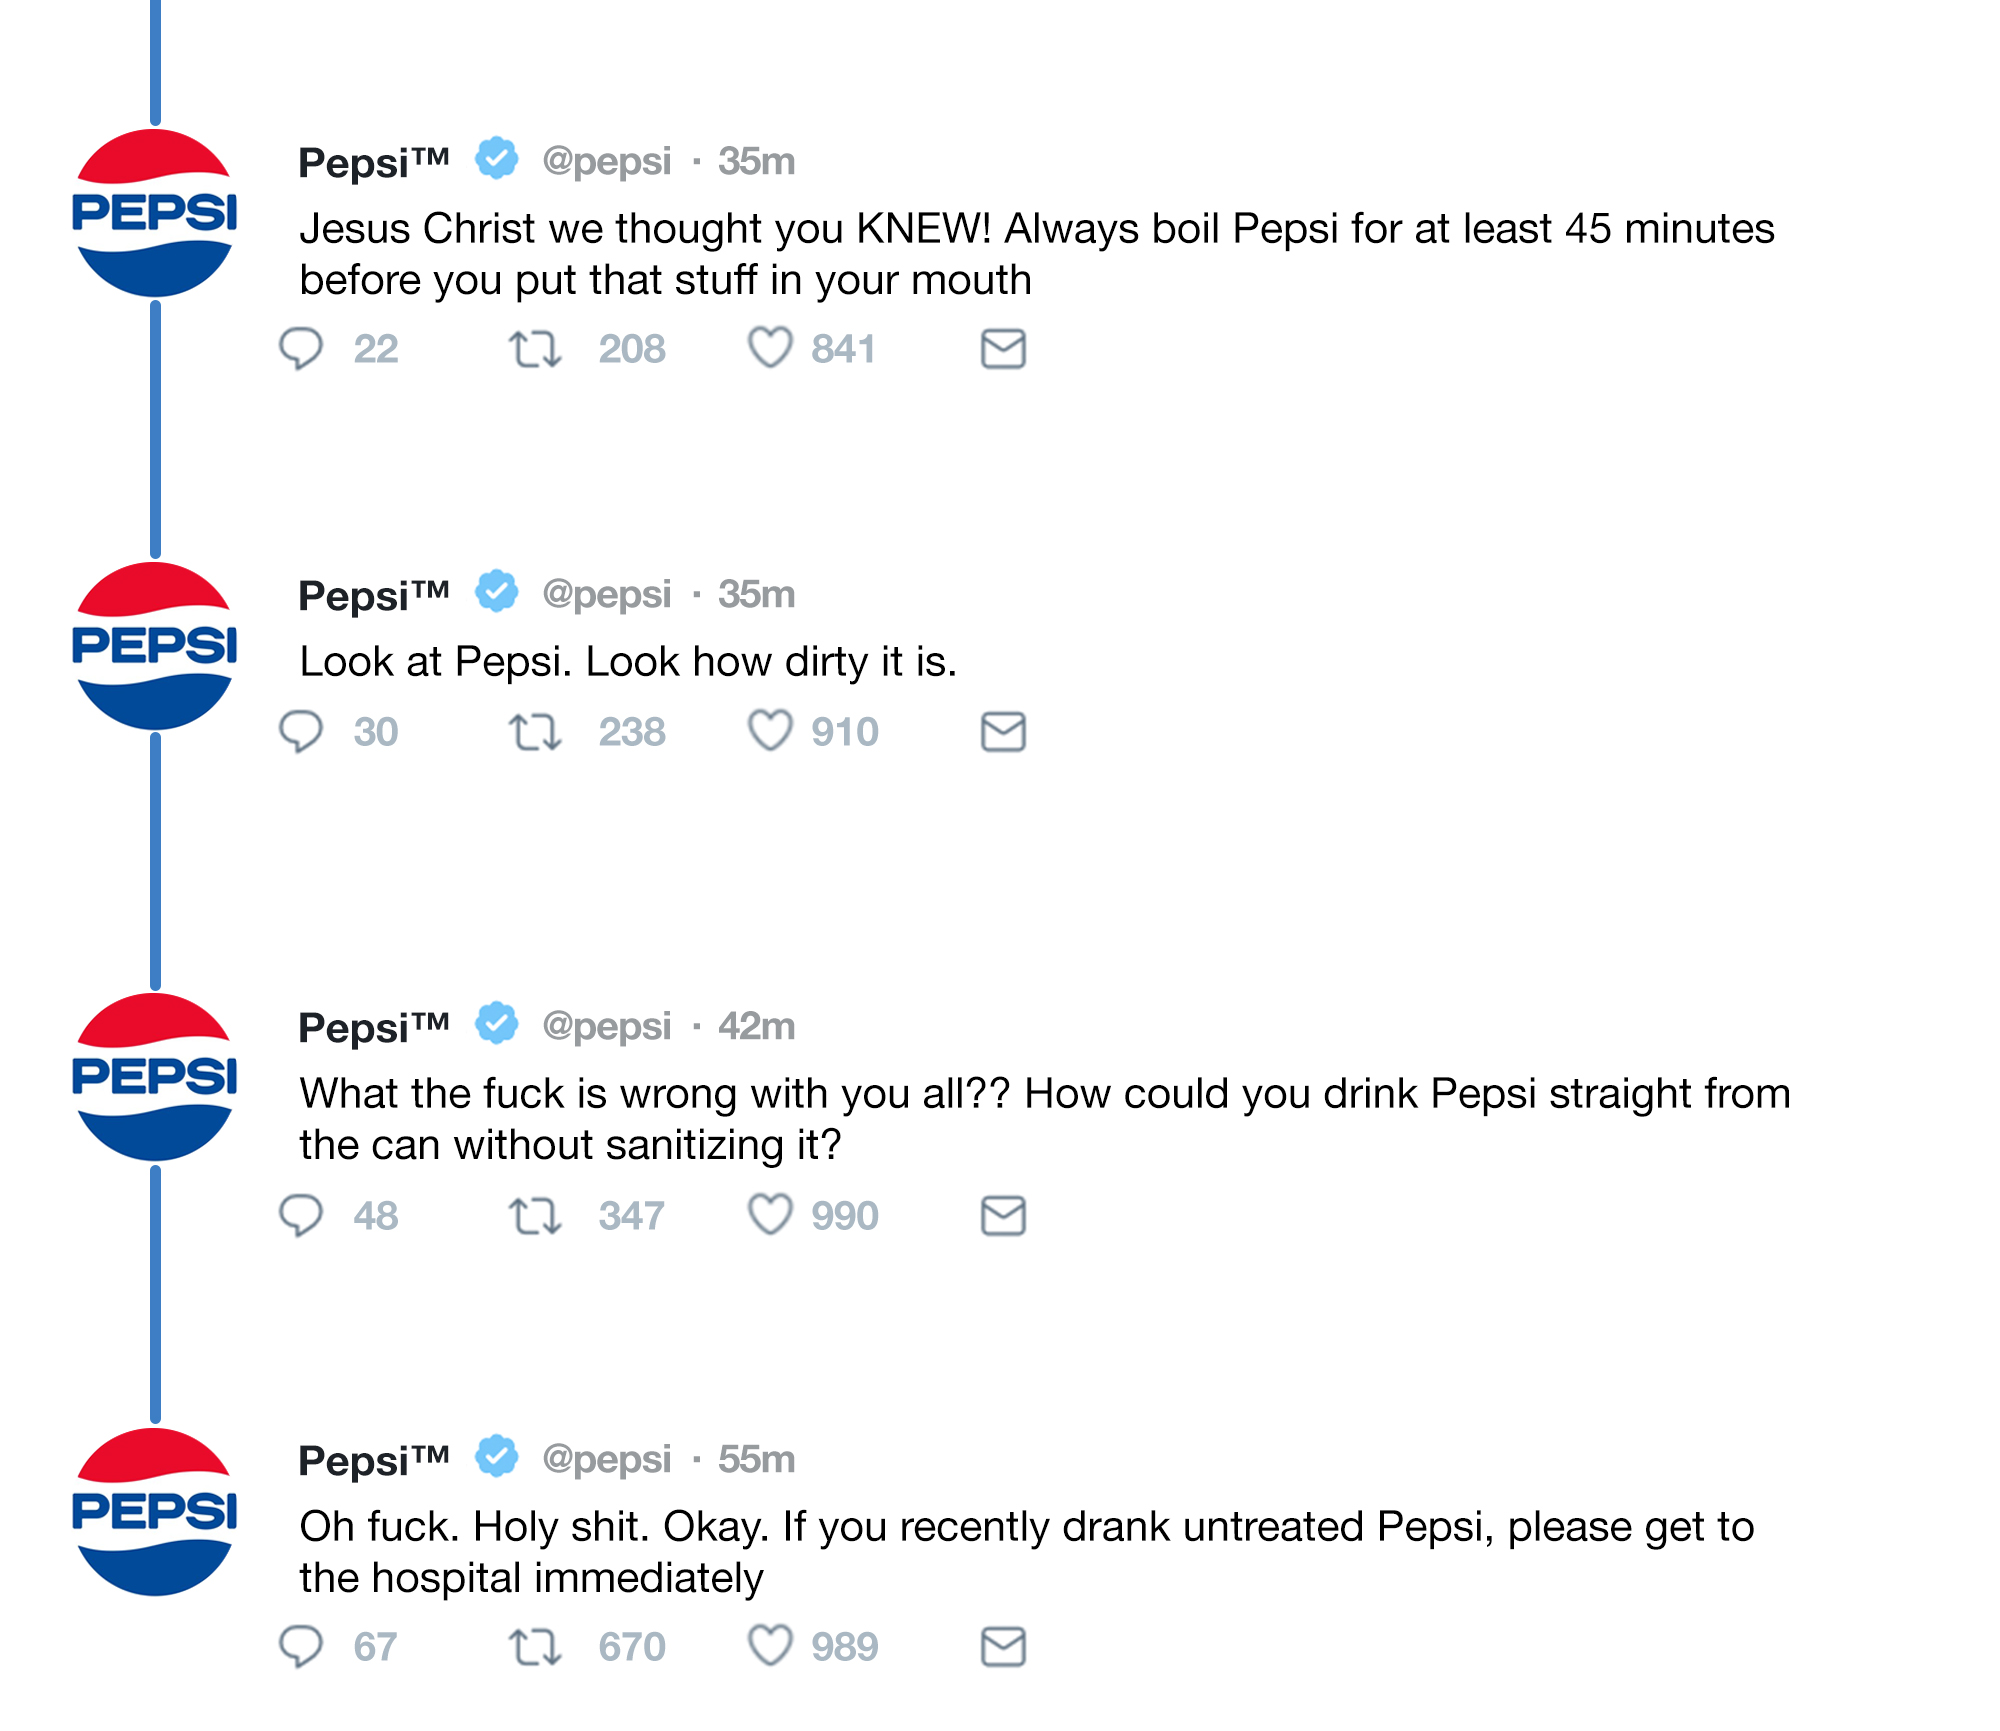 PEPSI
Pepsi™ @pepsi · 35m
Jesus Christ we thought you KNEW! Always boil Pepsi for at least 45 minutes
before you put that stuff in your mouth
22 208 841
PEPSI
Pepsi™ @pepsi · 35m
Look at Pepsi. Look how dirty it is.
30 238 910
PEPSI
Pepsi™ @pepsi · 42m
What the fuck is wrong with you all?? How could you drink Pepsi straight from
the can without sanitizing it?
48 347 990
PEPSI
Pepsi™ @pepsi · 55m
Oh fuck. Holy shit. Okay. If you recently drank untreated Pepsi, please get to
the hospital immediately
67 670 989